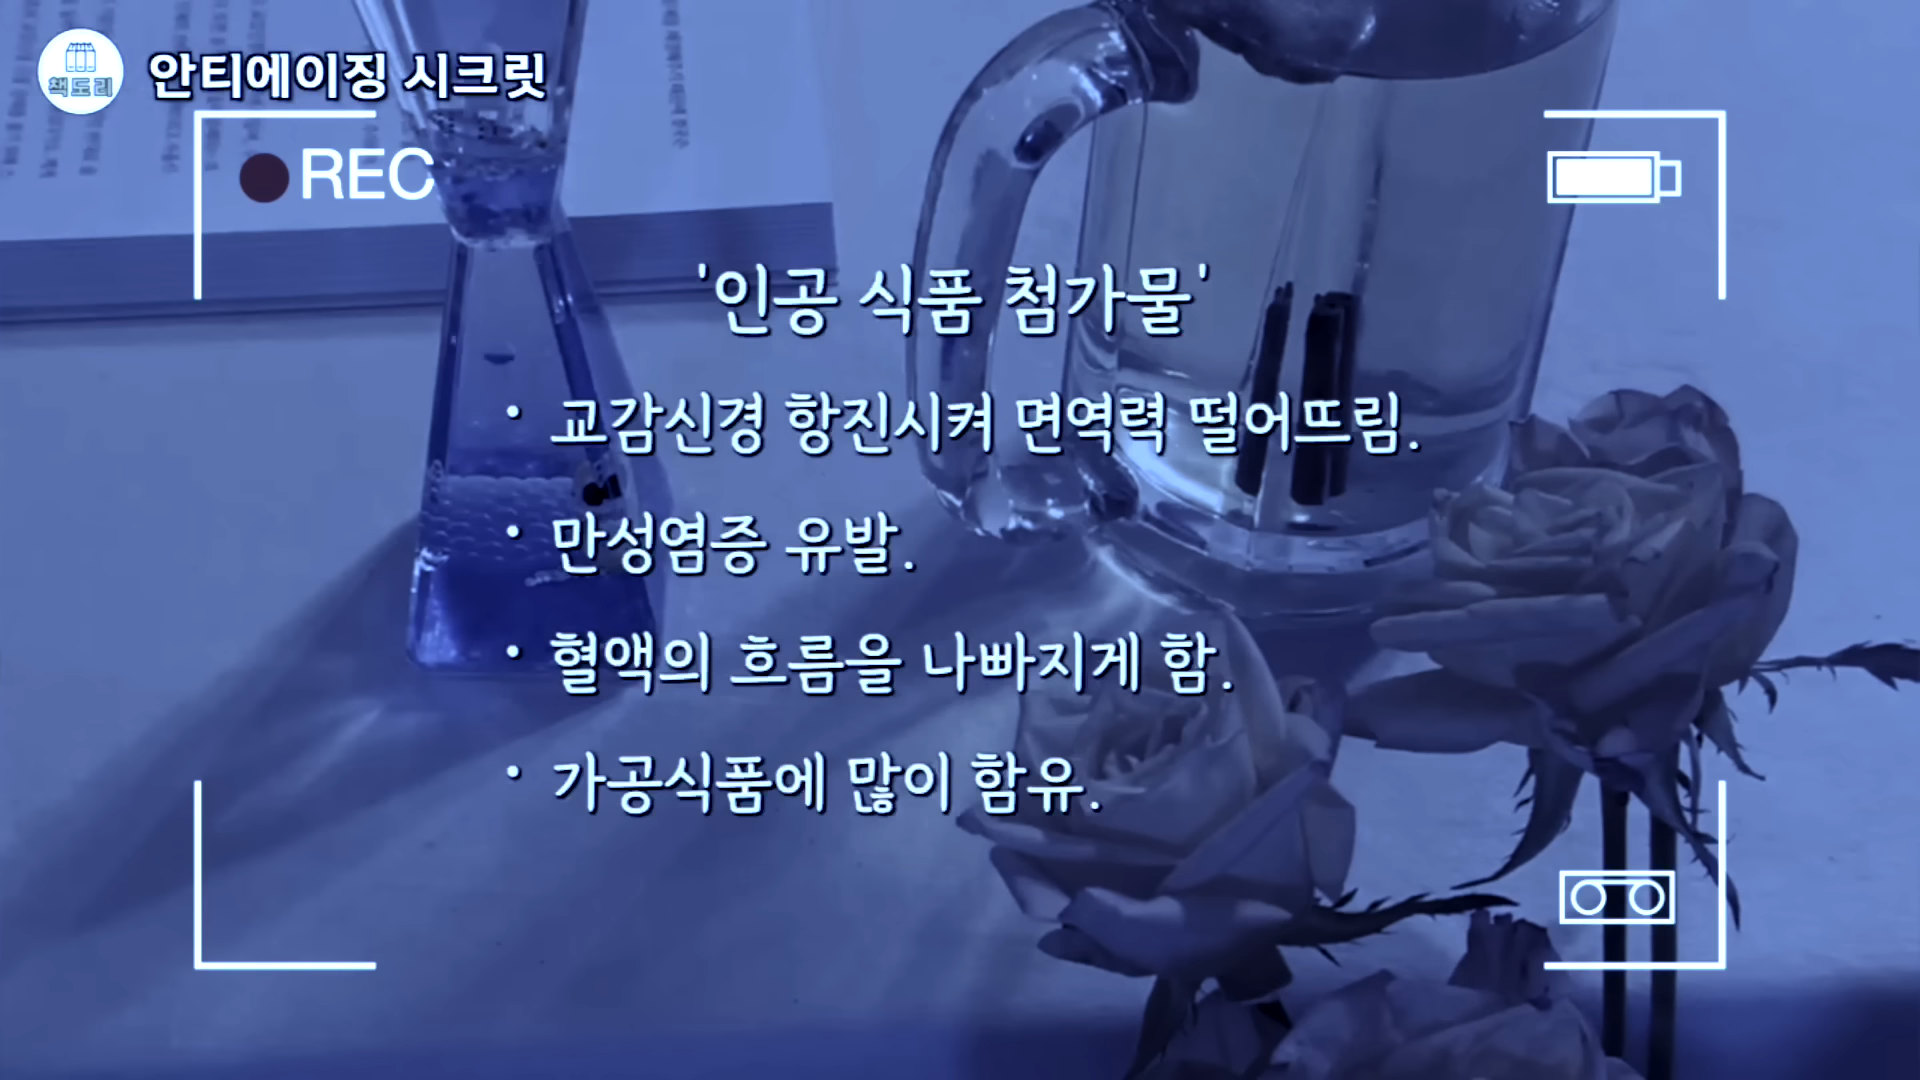 책도리
안티에이징 시크릿
REC
'인공 식품 첨가물'
· 교감신경 항진시켜 면역력 떨어뜨림.
· 만성염증 유발.
· 혈액의 흐름을 나빠지게 함.
· 가공식품에 많이 함유.